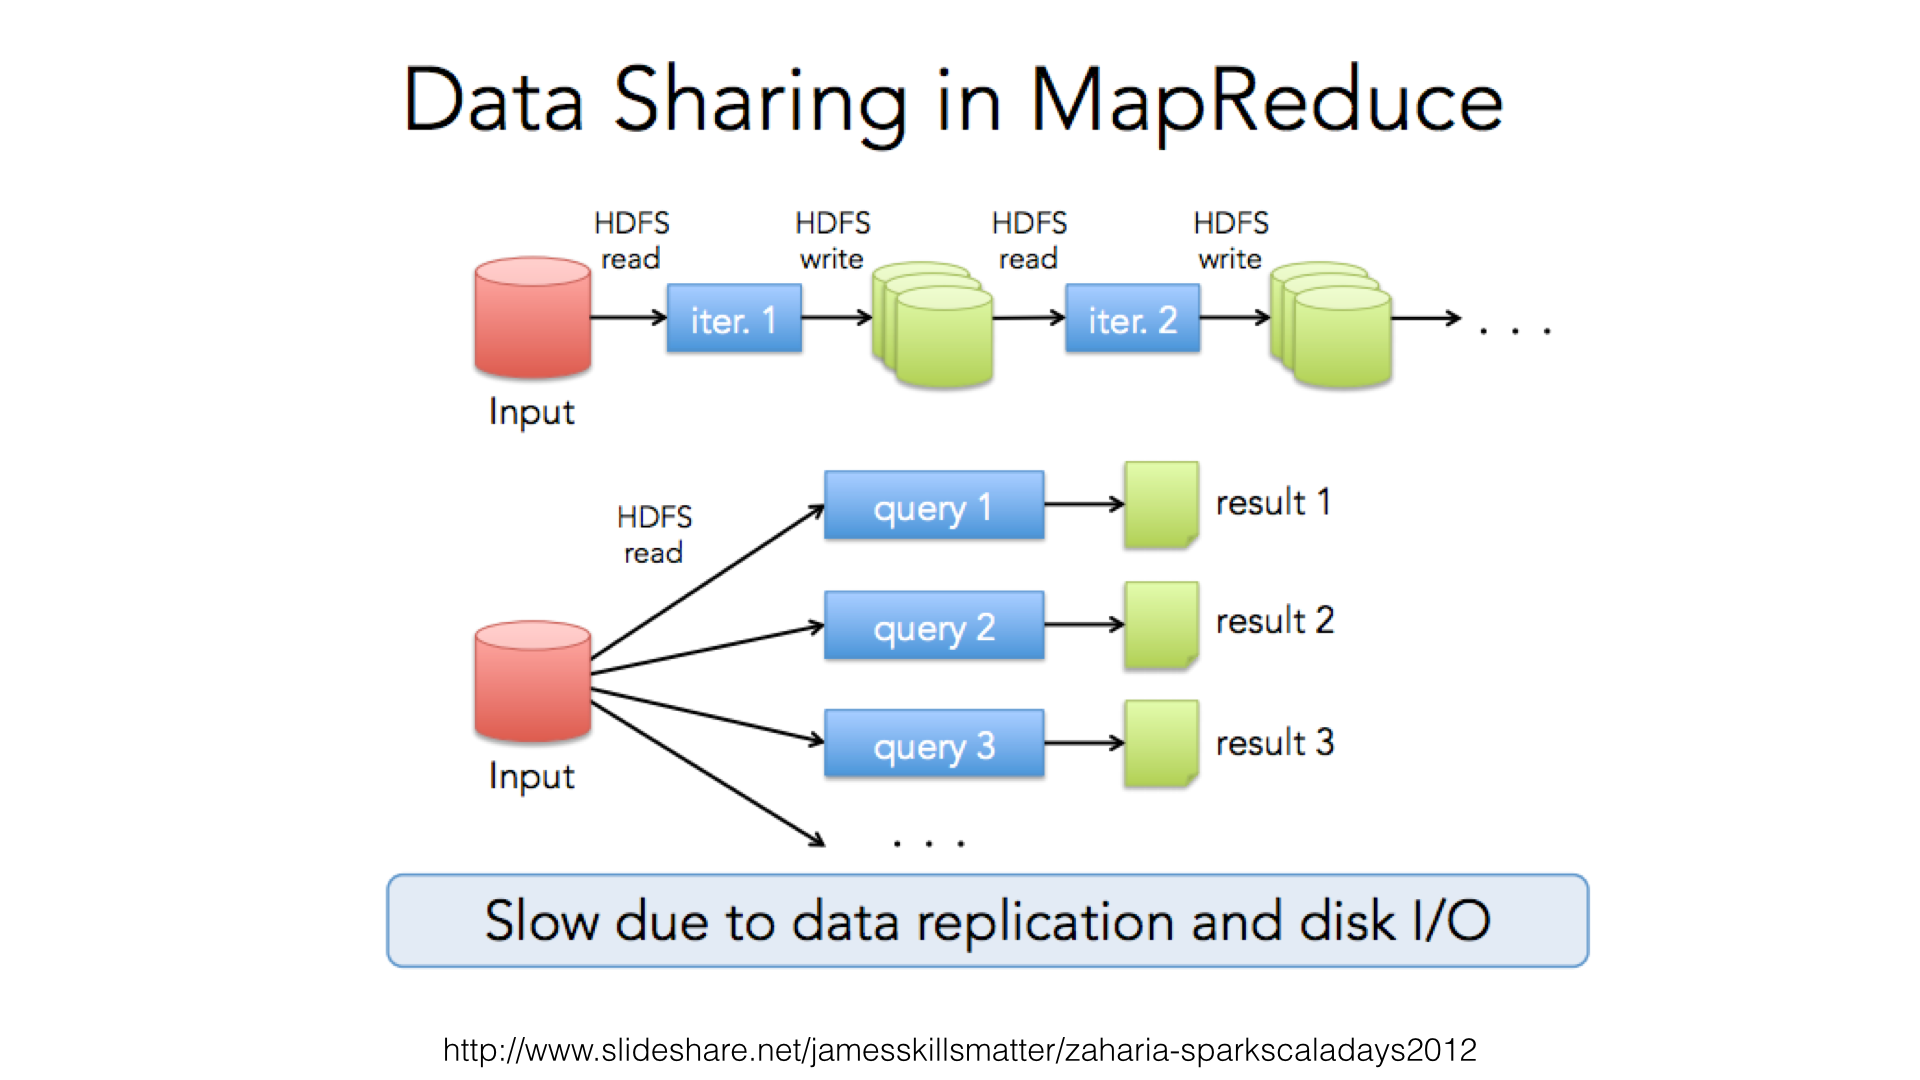 Data Sharing in MapReduce
HDFS
read
HDFS
write
HDFS
read
HDFS
write
iter. 1
iter. 2
. . .
Input
HDFS
read
query 1
result 1
query 2
result 2
query 3
result 3
Input
. . .
Slow due to data replication and disk I/O
http://www.slideshare.net/jamesskillsmatter/zaharia-sparkscaladays2012